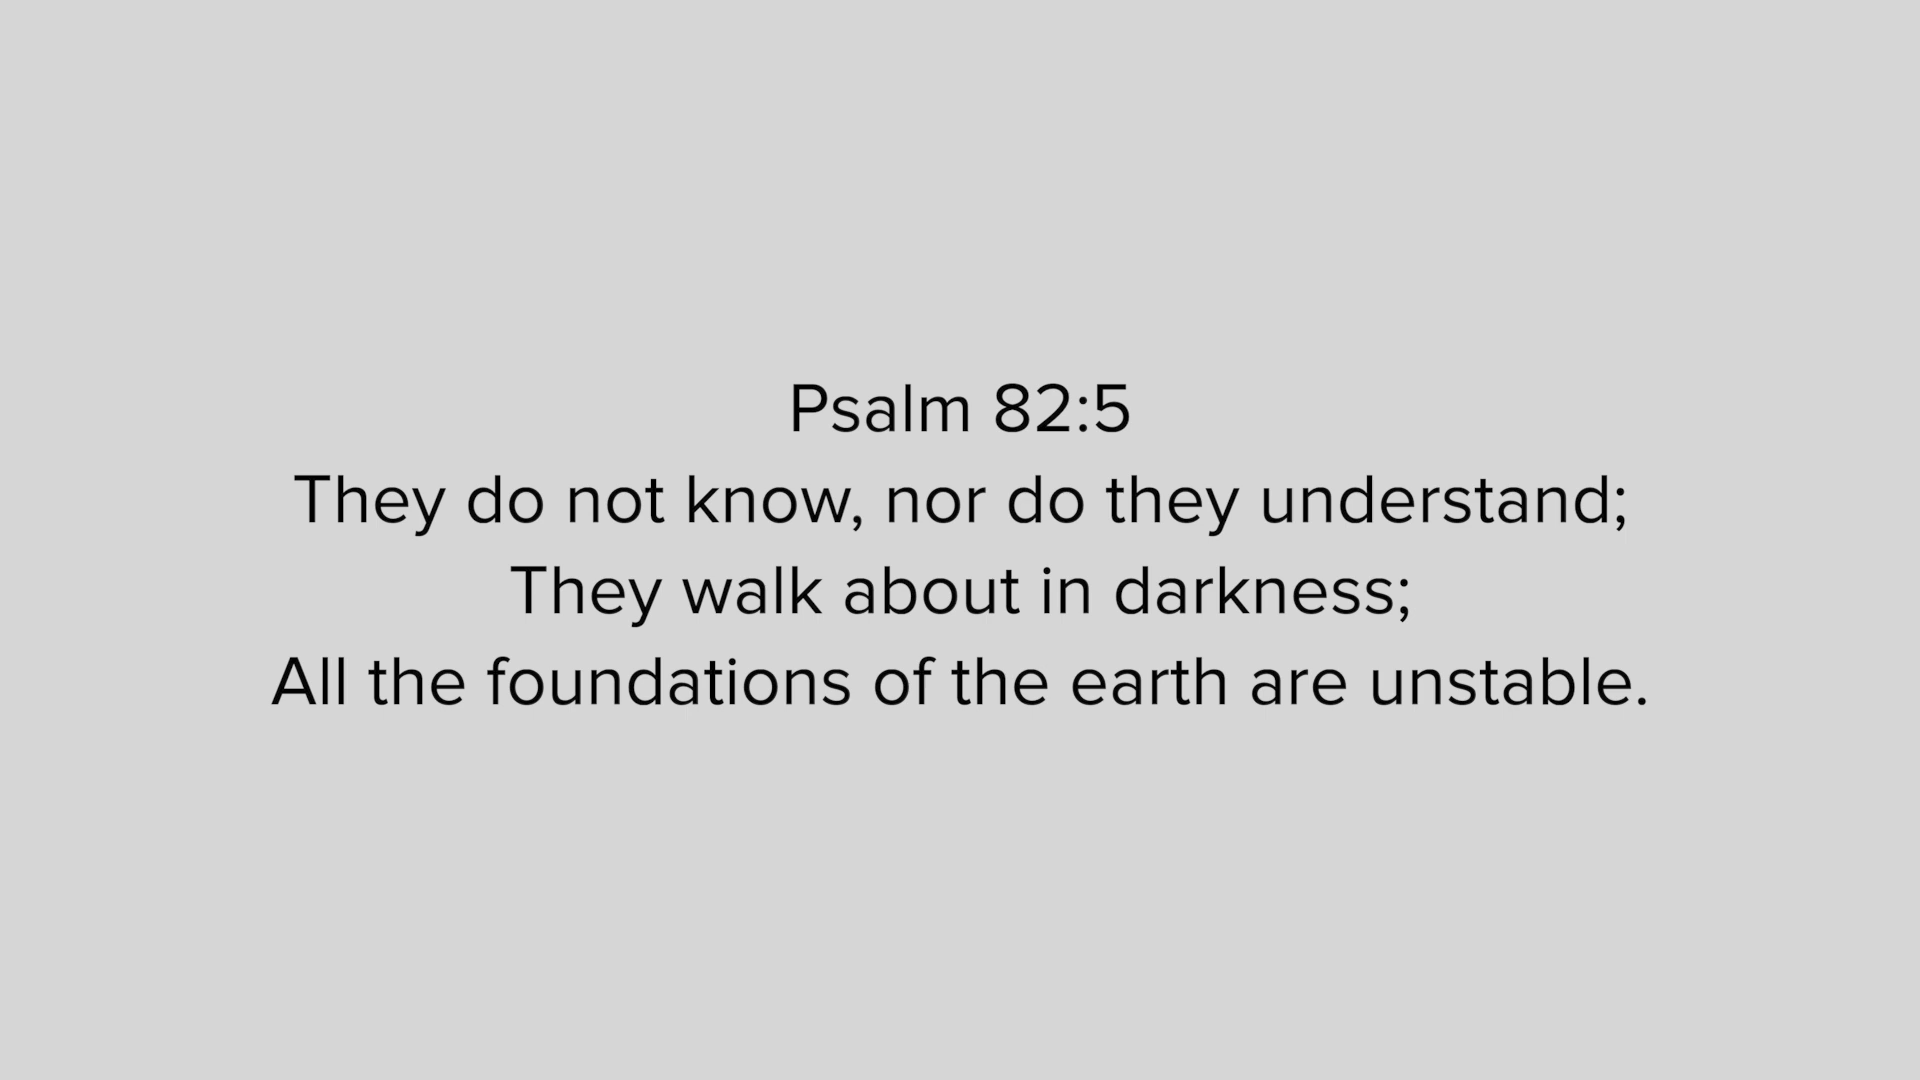 Psalm 82:5
They do not know, nor do they understand;
They walk about in darkness;
All the foundations of the earth are unstable.